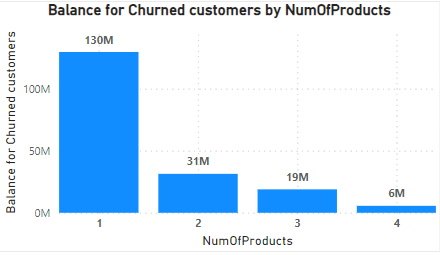 Balance for Churned customers by NumOfProducts
Balance for Churned customers
130M
100M
50M
31M
19M
6M
0M
1 2 3 4
NumOfProducts